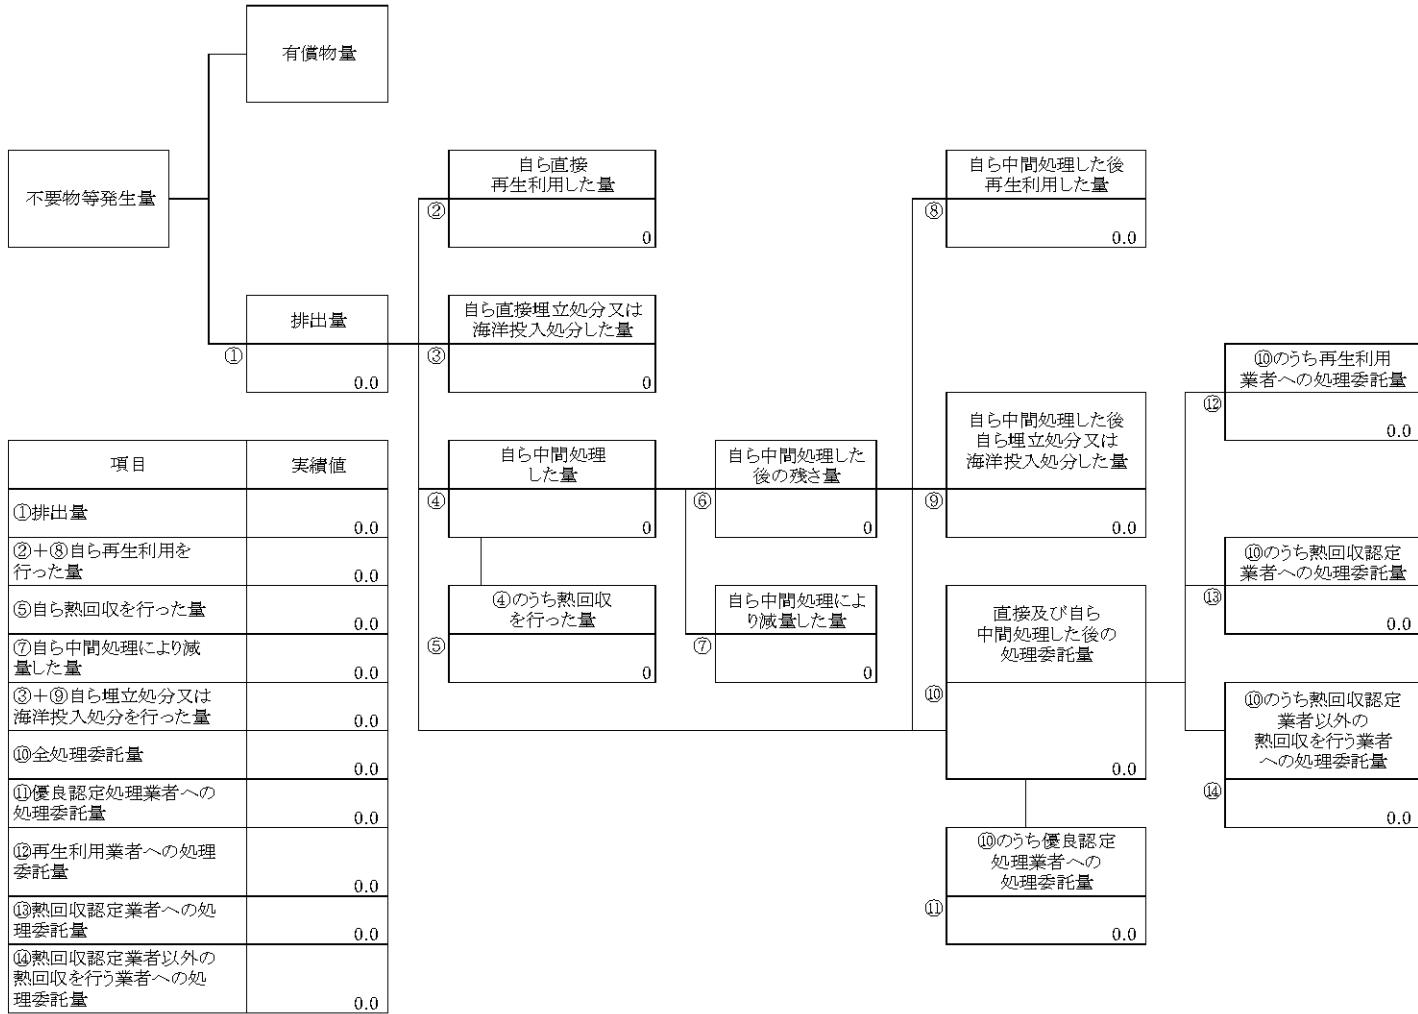 有償物量
不要物等発生量
自ら直接
再生利用した量
②
0
自ら中間処理した後
再生利用した量
⑧
0.0
排出量
①
0.0
自ら直接埋立処分又は
海洋投入処分した量
③
0
⑩のうち再生利用
業者への処理委託量
⑫
0.0
自ら中間処理
した量
④
0
自ら中間処理した
後の残さ量
⑥
0
自ら中間処理した後
自ら埋立処分又は
海洋投入処分した量
⑨
0.0
④のうち熱回収
を行った量
⑤
0
自ら中間処理によ
り減量した量
⑦
0
直接及び自ら
中間処理した後の
処理委託量
⑩
0.0
⑩のうち熱回収認定
業者への処理委託量
⑬
0.0
⑩のうち熱回収認定
業者以外の
熱回収を行う業者
への処理委託量
⑭
0.0
⑩のうち優良認定
処理業者への
処理委託量
⑪
0.0
項目 実績値
①排出量
0.0
②+⑧自ら再生利用を
行った量
0.0
⑤自ら熱回収を行った量
0.0
⑦自ら中間処理により減
量した量
0.0
③+⑨自ら埋立処分又は
海洋投入処分を行った量
0.0
⑩全処理委託量
0.0
⑪優良認定処理業者への
処理委託量
0.0
⑫再生利用業者への処理
委託量
0.0
⑬熱回収認定業者への処
理委託量
0.0
⑭熱回収認定業者以外の
熱回収を行う業者への処
理委託量
0.0